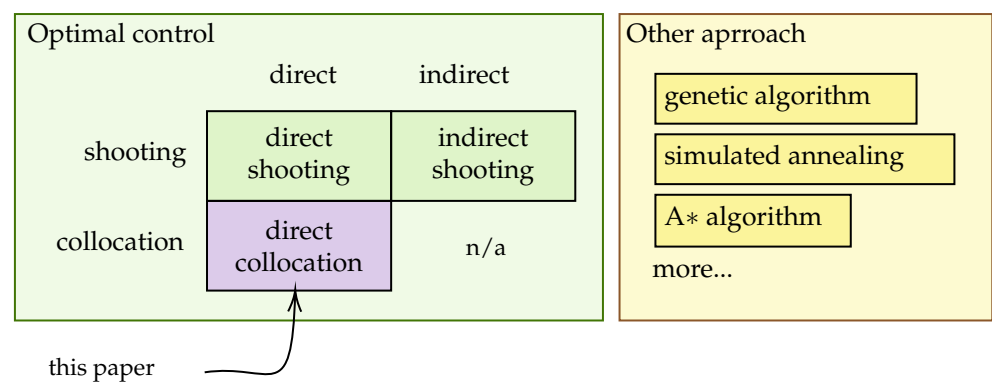 Optimal control
direct indirect
shooting
direct
shooting
indirect
shooting
collocation
direct
collocation
n/a
this paper
Other aprroach
genetic algorithm
simulated annealing
A* algorithm
more...